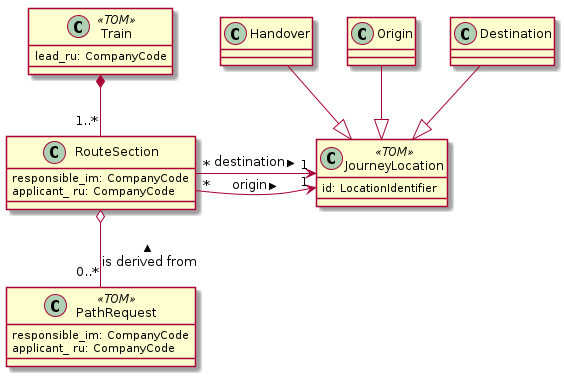 C «TOM»
Train
lead_ru: CompanyCode
C Handover
C Origin
C Destination
1..*
C RouteSection
responsible_im: CompanyCode
applicant_ ru: CompanyCode
* destination 1
* origin 1
C «TOM»
JourneyLocation
id: LocationIdentifier
is derived from
0..*
C «TOM»
PathRequest
responsible_im: CompanyCode
applicant_ ru: CompanyCode